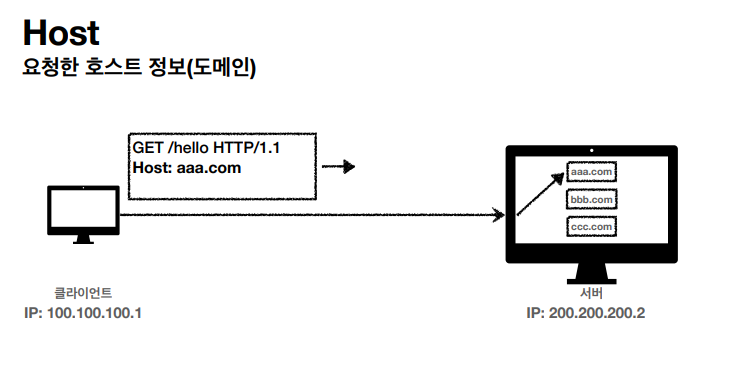 Host
요청한 호스트 정보(도메인)
GET /hello HTTP/1.1
Host: aaa.com
aaa.com
bbb.com
ccc.com
클라이언트
IP: 100.100.100.1
서버
IP: 200.200.200.2